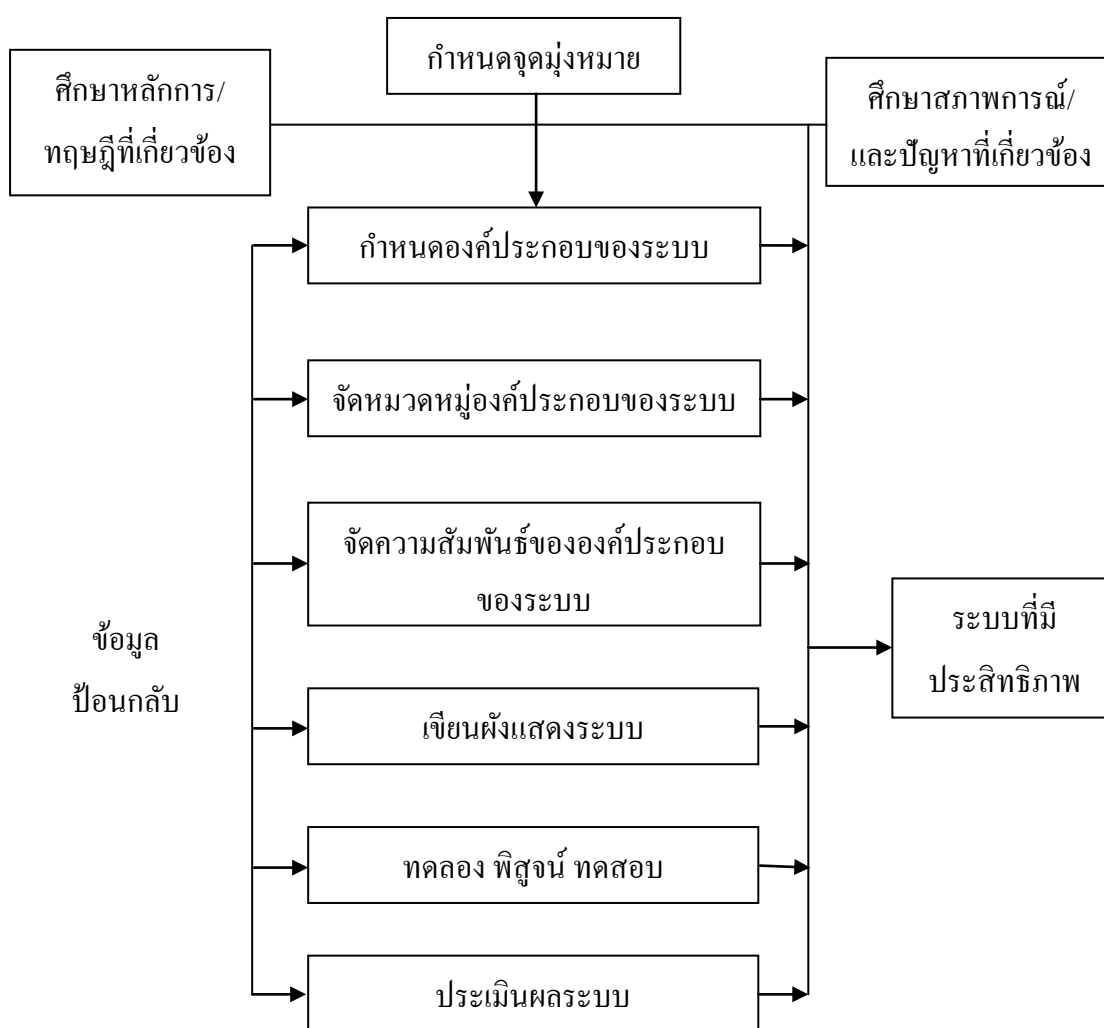 กำหนดจุดมุ่งหมาย
ศึกษาหลักการ/
ทฤษฎีที่เกี่ยวข้อง
ศึกษาสภาพการณ์/
และปัญหาที่เกี่ยวข้อง
กำหนดองค์ประกอบของระบบ
จัดหมวดหมู่องค์ประกอบของระบบ
จัดความสัมพันธ์ขององค์ประกอบ
ของระบบ
ข้อมูล
ป้อนกลับ
ระบบที่มี
ประสิทธิภาพ
เขียนผังแสดงระบบ
ทดลอง พิสูจน์ ทดสอบ
ประเมินผลระบบ